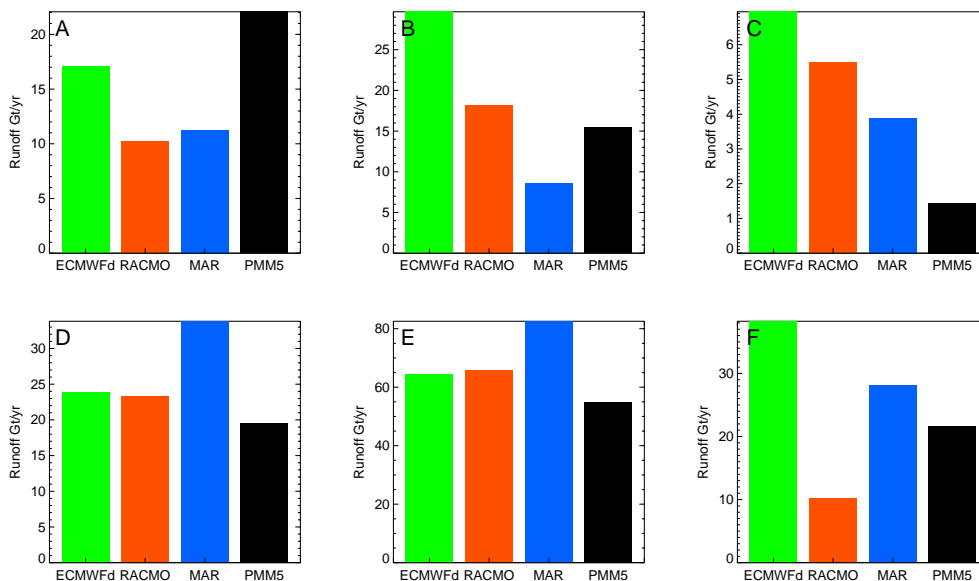 A
Runoff Gt/yr
20
15
10
5
0
ECMWFd RACMO MAR PMM5
B
Runoff Gt/yr
25
20
15
10
5
0
ECMWFd RACMO MAR PMM5
C
Runoff Gt/yr
6
5
4
3
2
1
0
ECMWFd RACMO MAR PMM5
D
Runoff Gt/yr
30
25
20
15
10
5
0
ECMWFd RACMO MAR PMM5
E
Runoff Gt/yr
80
60
40
20
0
ECMWFd RACMO MAR PMM5
F
Runoff Gt/yr
30
20
10
0
ECMWFd RACMO MAR PMM5